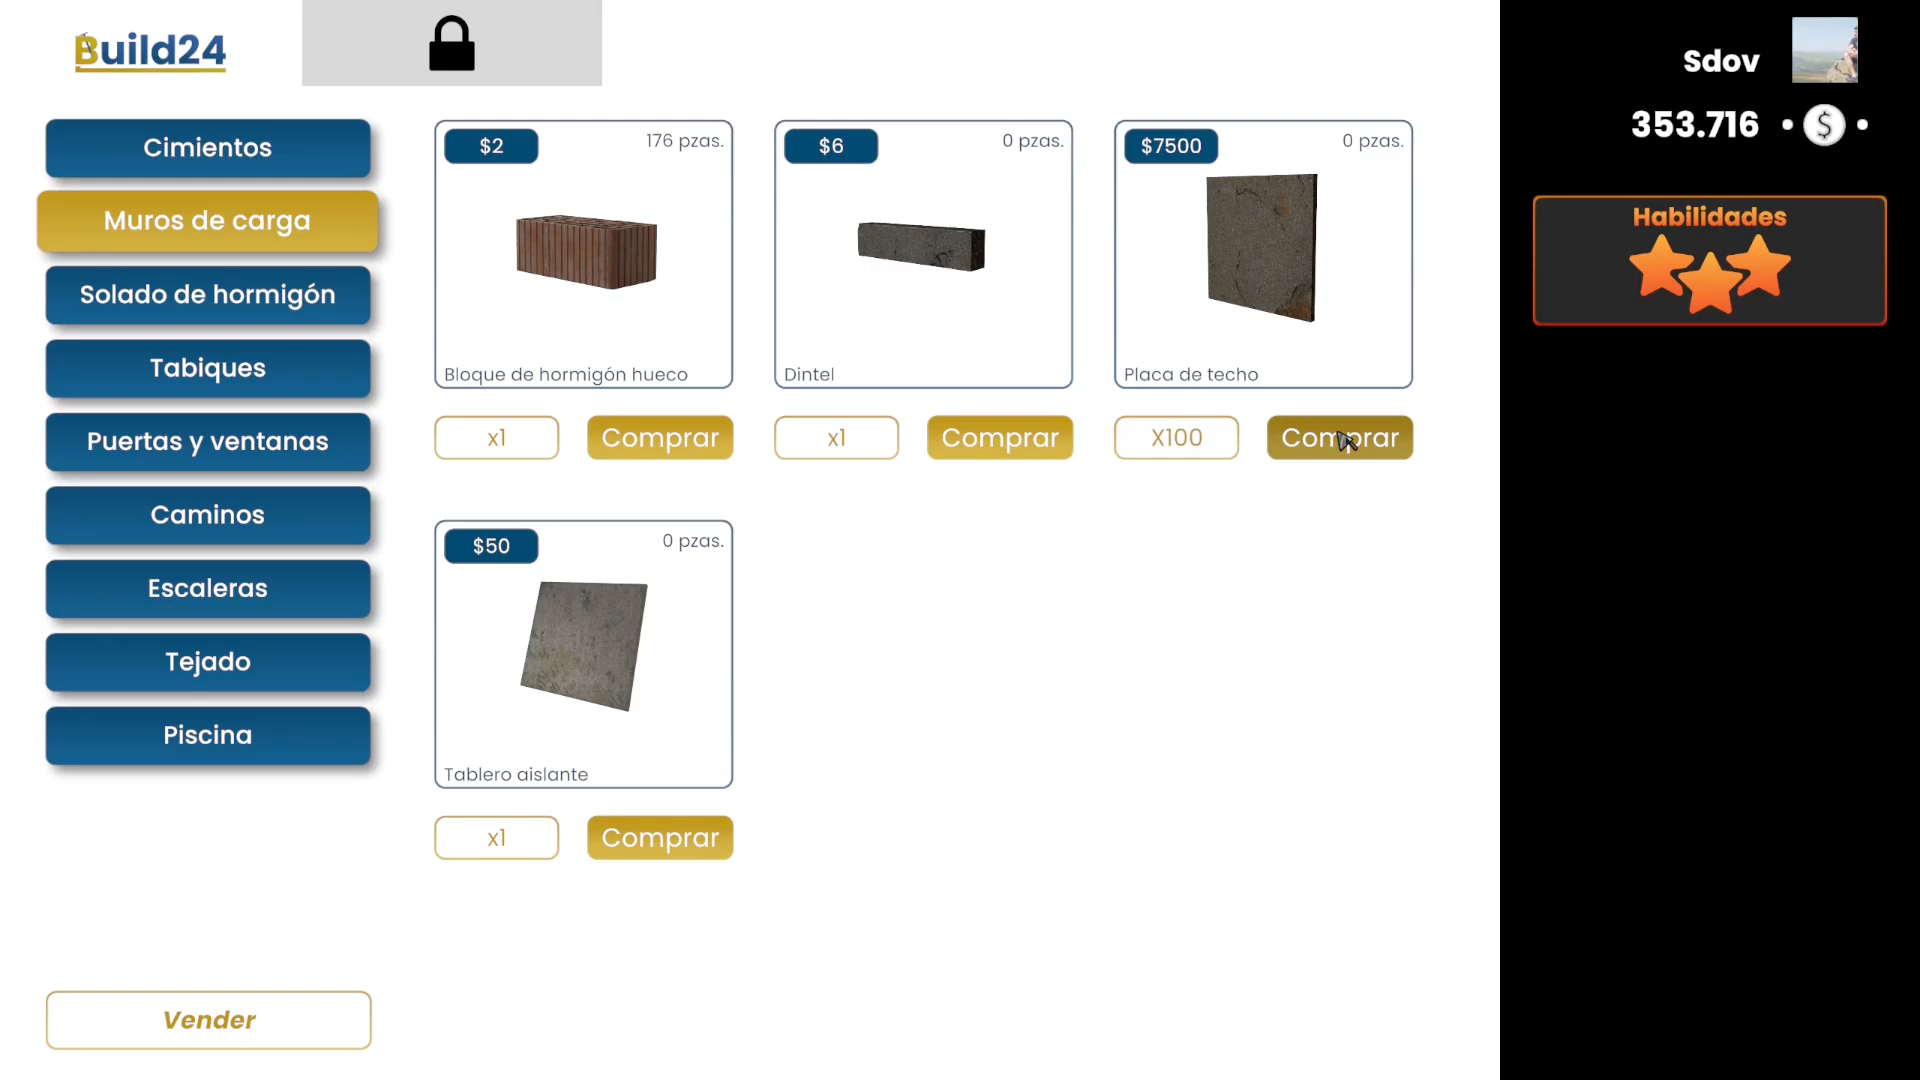 Build24
Sdov
353.716
$
Habilidades
Cimientos
Muros de carga
Solado de hormigón
Tabiques
Puertas y ventanas
Caminos
Escaleras
Tejado
Piscina
Vender
$2
176 pzas.
Bloque de hormigón hueco
x1
Comprar
$6
0 pzas.
Dintel
x1
Comprar
$7500
0 pzas.
Placa de techo
X100
Comprar
$50
0 pzas.
Tablero aislante
x1
Comprar